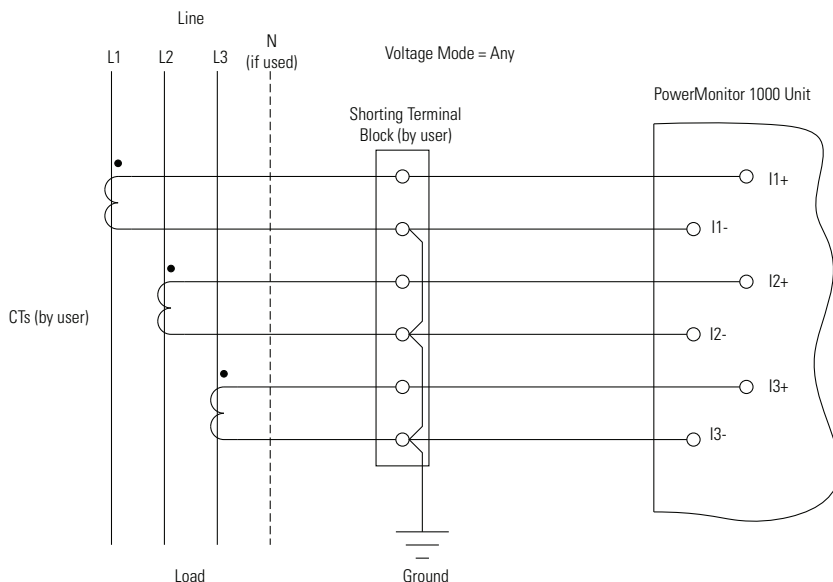 Line
L1
L2
L3
N
(if used)
Voltage Mode = Any
PowerMonitor 1000 Unit
Shorting Terminal
Block (by user)
I1+
I1-
I2+
CTs (by user)
I2-
I3+
I3-
Load
Ground